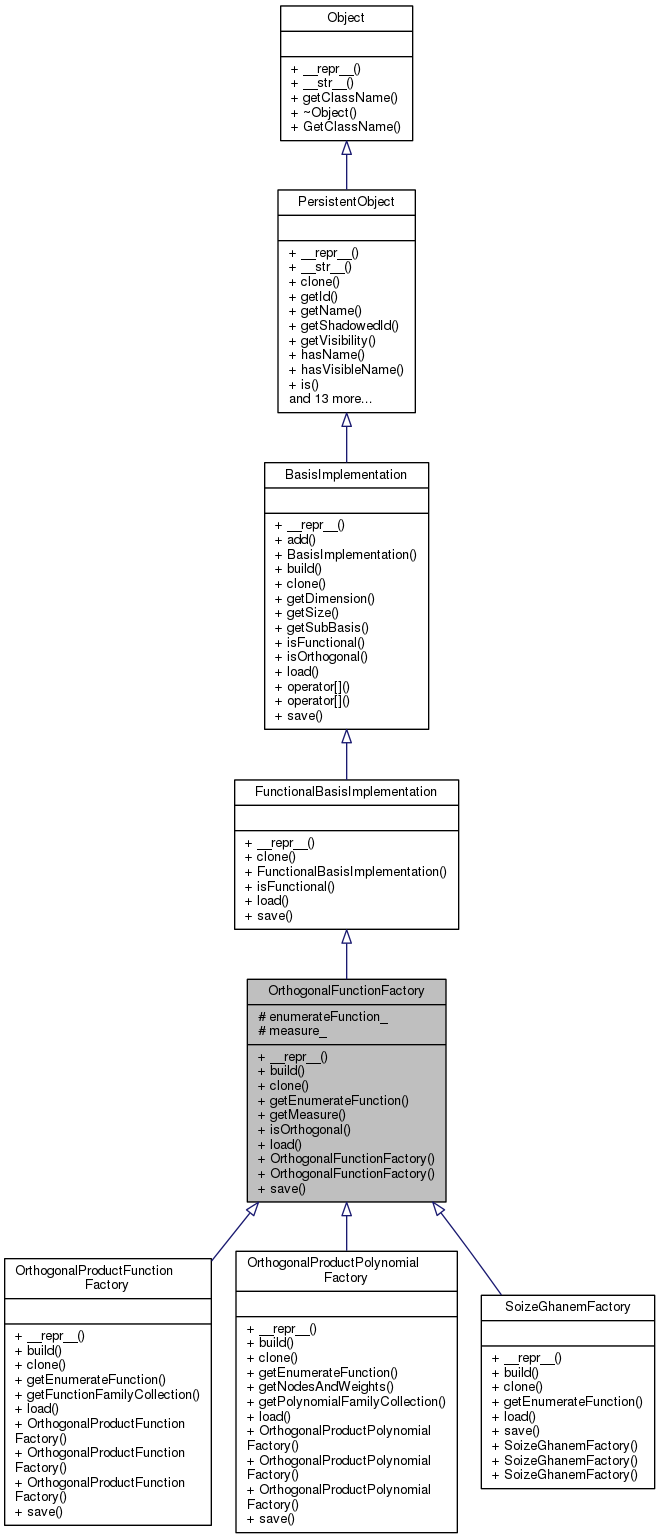 Object
+ __repr__()
+ __str__()
+ getClassName()
+ ~Object()
+ GetClassName()
PersistentObject
+ __repr__()
+ __str__()
+ clone()
+ getId()
+ getName()
+ getShadowedId()
+ getVisibility()
+ hasName()
+ hasVisibleName()
+ is()
and 13 more...
BasisImplementation
+ __repr__()
+ add()
+ BasisImplementation()
+ build()
+ clone()
+ getDimension()
+ getSize()
+ getSubBasis()
+ isFunctional()
+ isOrthogonal()
+ load()
+ operator[]()
+ operator[]()
+ save()
FunctionalBasisImplementation
+ __repr__()
+ clone()
+ FunctionalBasisImplementation()
+ isFunctional()
+ load()
+ save()
OrthogonalFunctionFactory
# enumerateFunction_
# measure_
+ __repr__()
+ build()
+ clone()
+ getEnumerateFunction()
+ getMeasure()
+ isOrthogonal()
+ load()
+ OrthogonalFunctionFactory()
+ OrthogonalFunctionFactory()
+ save()
OrthogonalProductFunction
Factory
+ __repr__()
+ build()
+ clone()
+ getEnumerateFunction()
+ getFunctionFamilyCollection()
+ load()
+ OrthogonalProductFunction
Factory()
+ OrthogonalProductFunction
Factory()
+ OrthogonalProductFunction
Factory()
+ save()
OrthogonalProductPolynomial
Factory
+ __repr__()
+ build()
+ clone()
+ getEnumerateFunction()
+ getNodesAndWeights()
+ getPolynomialFamilyCollection()
+ load()
+ OrthogonalProductPolynomial
Factory()
+ OrthogonalProductPolynomial
Factory()
+ OrthogonalProductPolynomial
Factory()
+ save()
SoizeGhanemFactory
+ __repr__()
+ build()
+ clone()
+ getEnumerateFunction()
+ load()
+ save()
+ SoizeGhanemFactory()
+ SoizeGhanemFactory()
+ SoizeGhanemFactory()